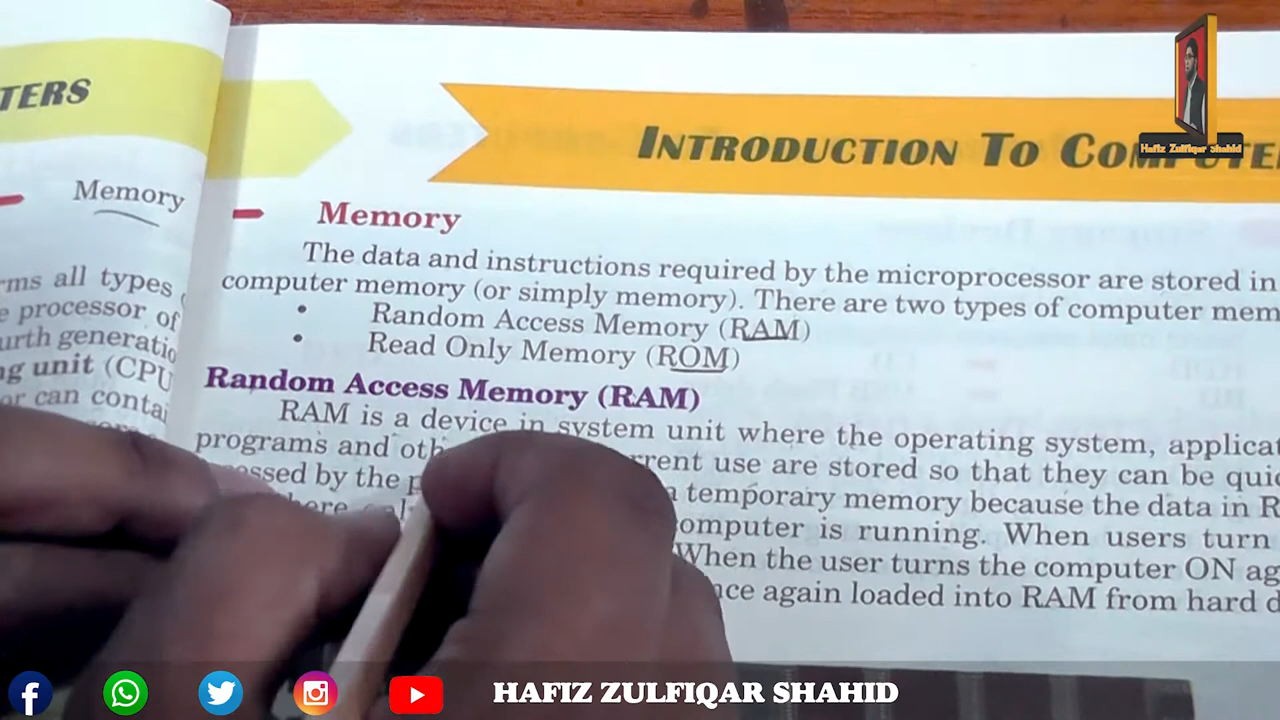 TERS
Memory
rms all types
e processor of
urth generatio
ng unit (CPU
or can contai
INTRODUCTION TO COMPUTE
Hafiz Zulfiqar Shahid
Memory
The data and instructions required by the microprocessor are stored in
computer memory (or simply memory). There are two types of computer mem
• Random Access Memory (RAM)
• Read Only Memory (ROM)
Random Access Memory (RAM)
RAM is a device in system unit where the operating system, applicat
programs and oth rrent use are stored so that they can be quic
essed by the p a temporary memory because the data in R
here computer is running. When users turn
When the user turns the computer ON ag
nce again loaded into RAM from hard d
HAFIZ ZULFIQAR SHAHID